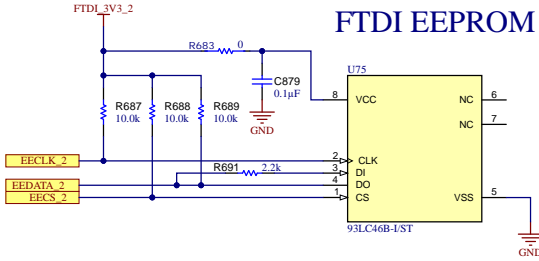 FTDI_3V3_2
FTDI EEPROM
R683 0
U75
C879
0.1µF
GND
R687
10.0k
R688
10.0k
R689
10.0k
8 VCC NC 6
NC 7
EECLK_2
2 CLK
R691 2.2k
3 DI
EEDATA_2
4 DO
EECS_2
1 CS VSS 5
93LC46B-I/ST
GND